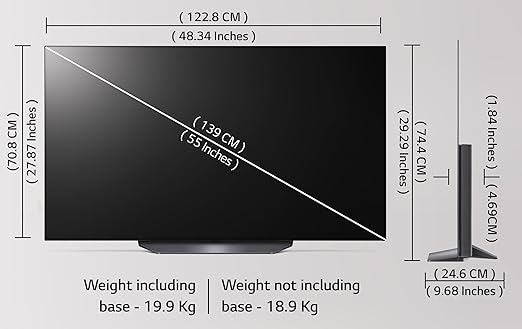 ( 122.8 CM )
( 48.34 Inches )
( 70.8 CM )
( 27.87 Inches )
( 139 CM )
( 55 Inches )
( 74.4 CM )
( 29.29 Inches )
(1.84 Inches )
( 4.69CM )
( 24.6 CM )
( 9.68 Inches )
Weight including
base - 19.9 Kg
Weight not including
base - 18.9 Kg